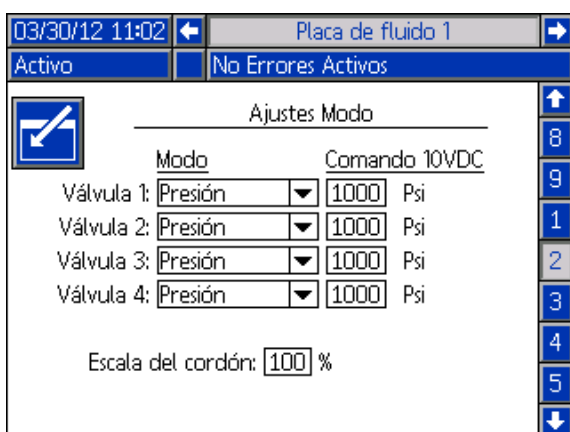 03/30/12 11:02 Placa de fluido 1
Activo No Errores Activos
Ajustes Modo
Modo Comando 10VDC
Válvula 1: Presión 1000 Psi
Válvula 2: Presión 1000 Psi
Válvula 3: Presión 1000 Psi
Válvula 4: Presión 1000 Psi
Escala del cordón: 100 %
8
9
1
2
3
4
5